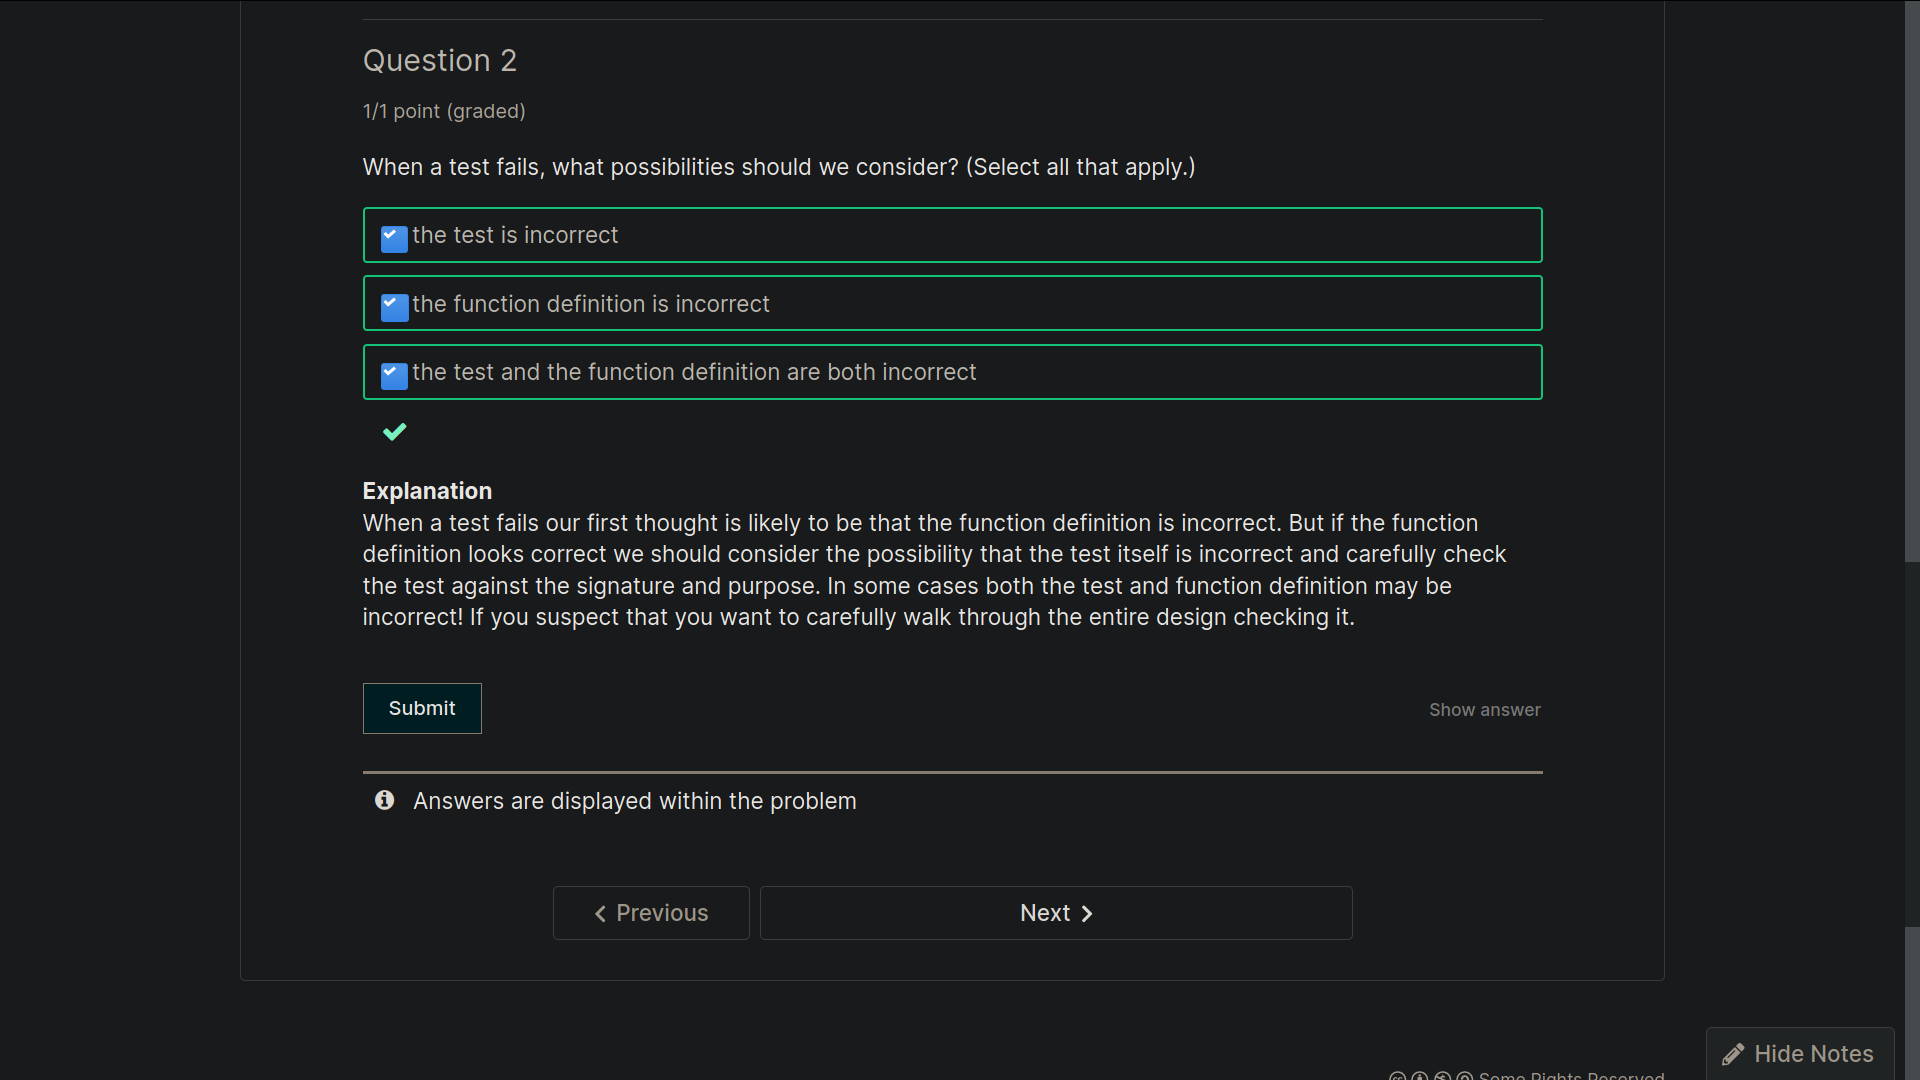 Question 2
1/1 point (graded)
When a test fails, what possibilities should we consider? (Select all that apply.)
the test is incorrect
the function definition is incorrect
the test and the function definition are both incorrect
Explanation
When a test fails our first thought is likely to be that the function definition is incorrect. But if the function
definition looks correct we should consider the possibility that the test itself is incorrect and carefully check
the test against the signature and purpose. In some cases both the test and function definition may be
incorrect! If you suspect that you want to carefully walk through the entire design checking it.
Submit
Show answer
Answers are displayed within the problem
Previous
Next
Hide Notes
Some Rights Reserved